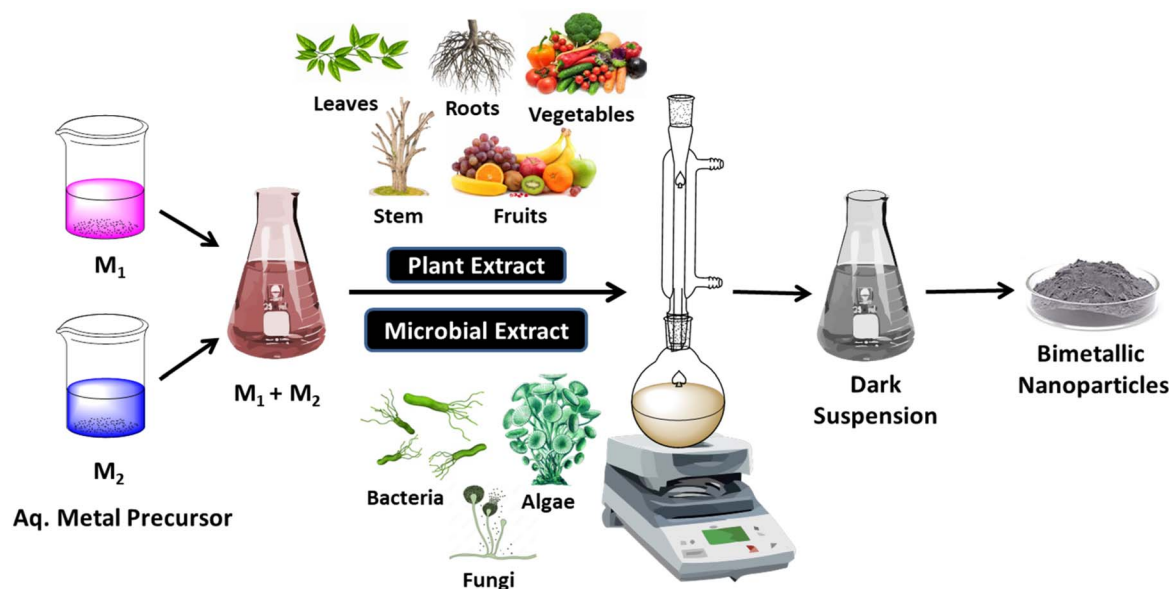 Leaves
Roots
Vegetables
Stem
Fruits
M₁
M₂
Aq. Metal Precursor
M₁ + M₂
Plant Extract
Microbial Extract
Bacteria
Algae
Fungi
Dark
Suspension
Bimetallic
Nanoparticles